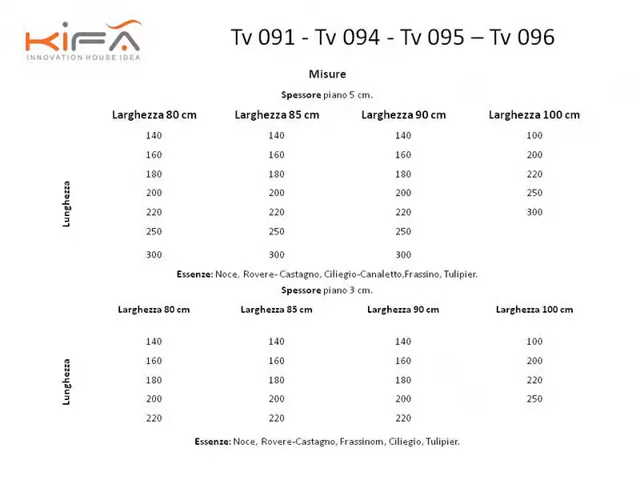 KiFA
INNOVATION HOUSE IDEA
Tv 091 - Tv 094 - Tv 095 – Tv 096
Misure
Spessore piano 5 cm.
Larghezza 80 cm Larghezza 85 cm Larghezza 90 cm Larghezza 100 cm
Lunghezza
140 140 140 100
160 160 160 200
180 180 180 220
200 200 200 250
220 220 220 300
250 250 250
300 300 300
Essenze: Noce, Rovere- Castagno, Ciliegio-Canaletto,Frassino, Tulipier.
Spessore piano 3 cm.
Larghezza 80 cm Larghezza 85 cm Larghezza 90 cm Larghezza 100 cm
Lunghezza
140 140 140 100
160 160 160 200
180 180 180 220
200 200 200 250
220 220 220
Essenze: Noce, Rovere-Castagno, Frassinom, Ciliegio, Tulipier.